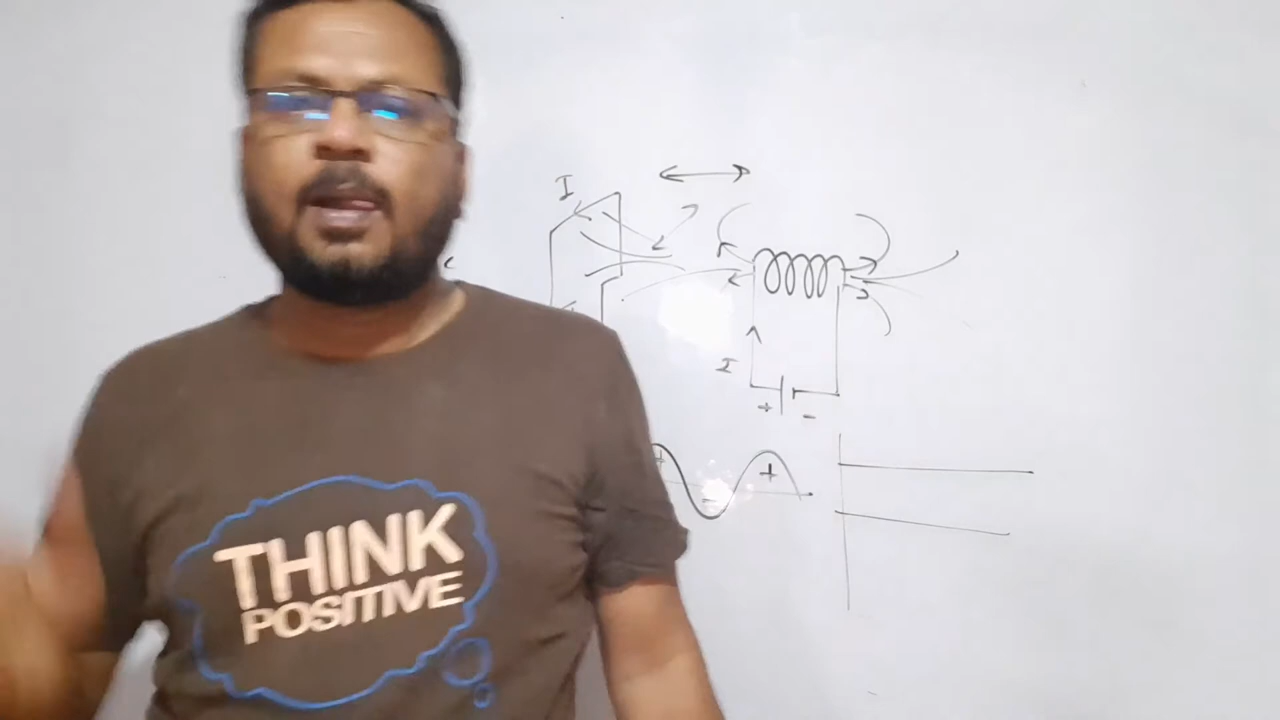 I
I
+ -
+ - +
THINK
POSITIVE